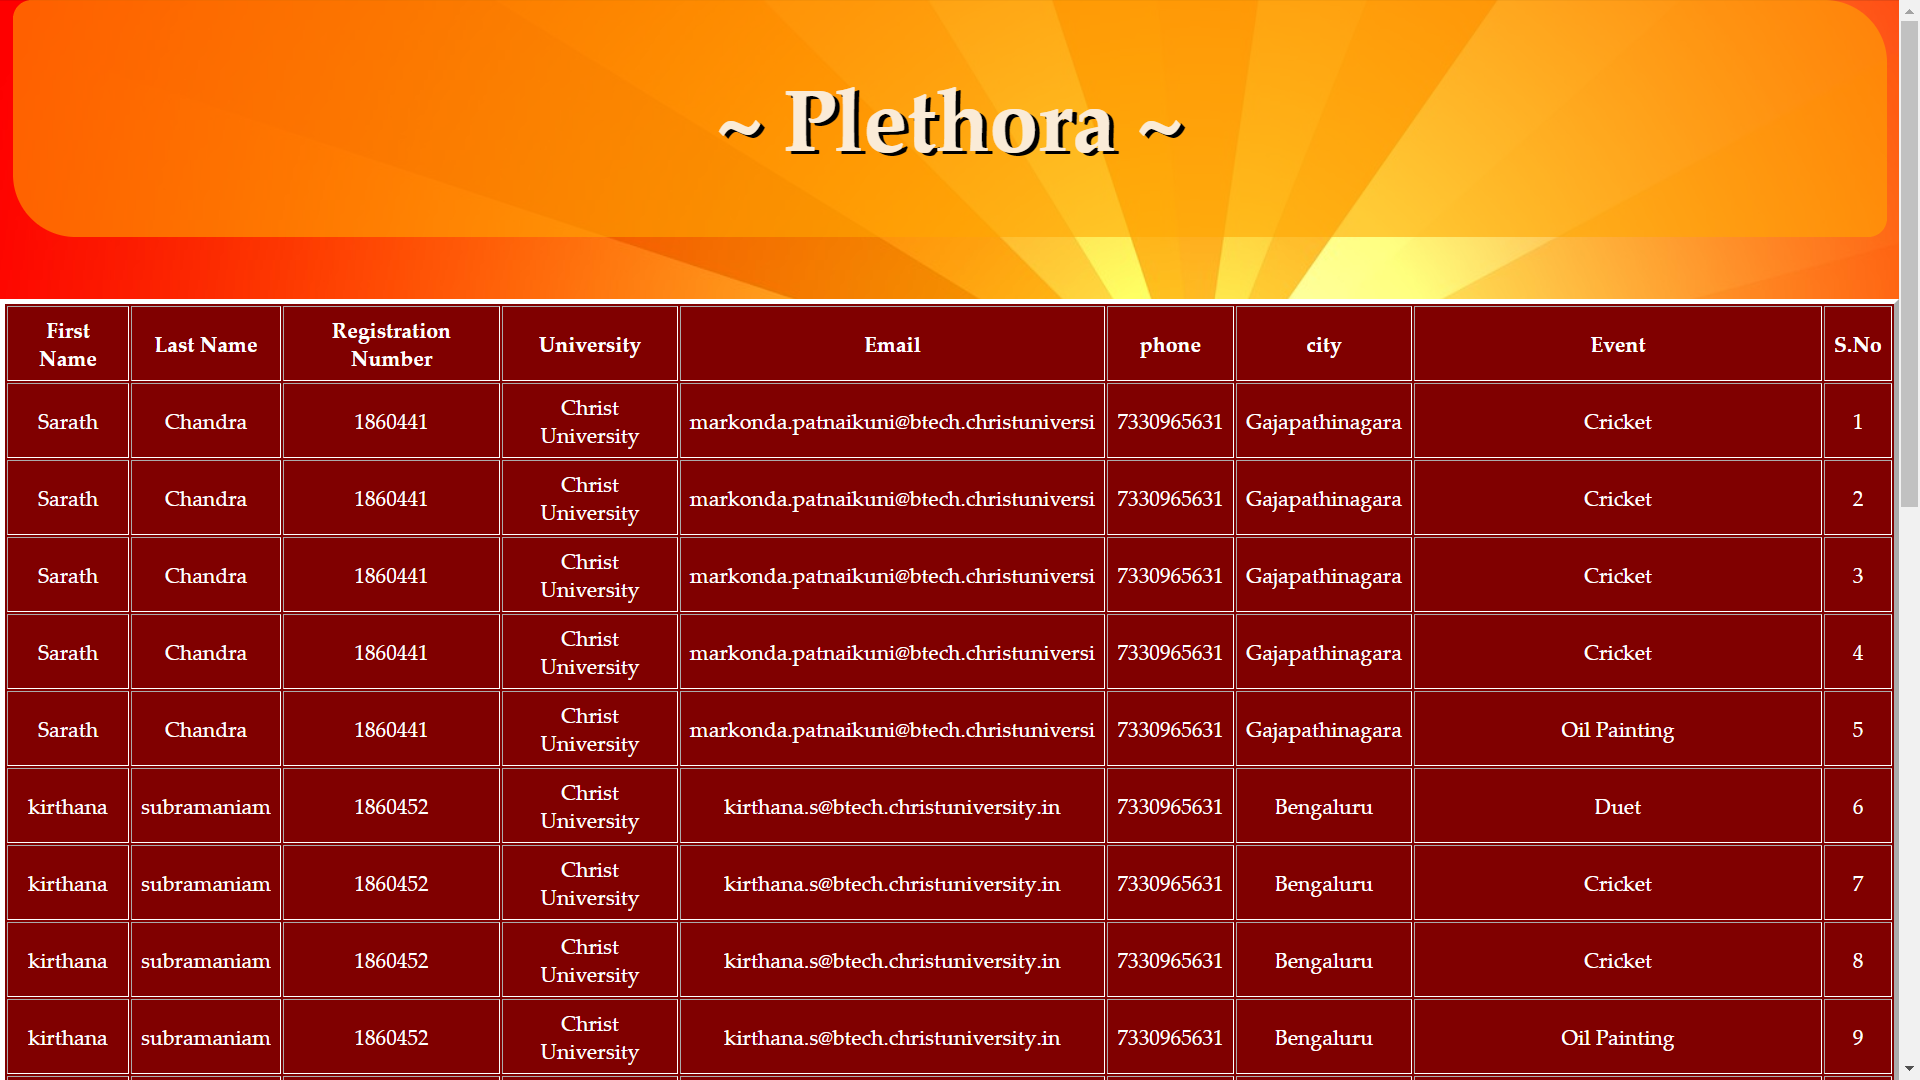 ~ Plethora ~
First Name Last Name Registration Number University Email phone city Event S.No
Sarath Chandra 1860441 Christ University markonda.patnaikuni@btech.christuniversi 7330965631 Gajapathinagara Cricket 1
Sarath Chandra 1860441 Christ University markonda.patnaikuni@btech.christuniversi 7330965631 Gajapathinagara Cricket 2
Sarath Chandra 1860441 Christ University markonda.patnaikuni@btech.christuniversi 7330965631 Gajapathinagara Cricket 3
Sarath Chandra 1860441 Christ University markonda.patnaikuni@btech.christuniversi 7330965631 Gajapathinagara Cricket 4
Sarath Chandra 1860441 Christ University markonda.patnaikuni@btech.christuniversi 7330965631 Gajapathinagara Oil Painting 5
kirthana subramaniam 1860452 Christ University kirthana.s@btech.christuniversity.in 7330965631 Bengaluru Duet 6
kirthana subramaniam 1860452 Christ University kirthana.s@btech.christuniversity.in 7330965631 Bengaluru Cricket 7
kirthana subramaniam 1860452 Christ University kirthana.s@btech.christuniversity.in 7330965631 Bengaluru Cricket 8
kirthana subramaniam 1860452 Christ University kirthana.s@btech.christuniversity.in 7330965631 Bengaluru Oil Painting 9